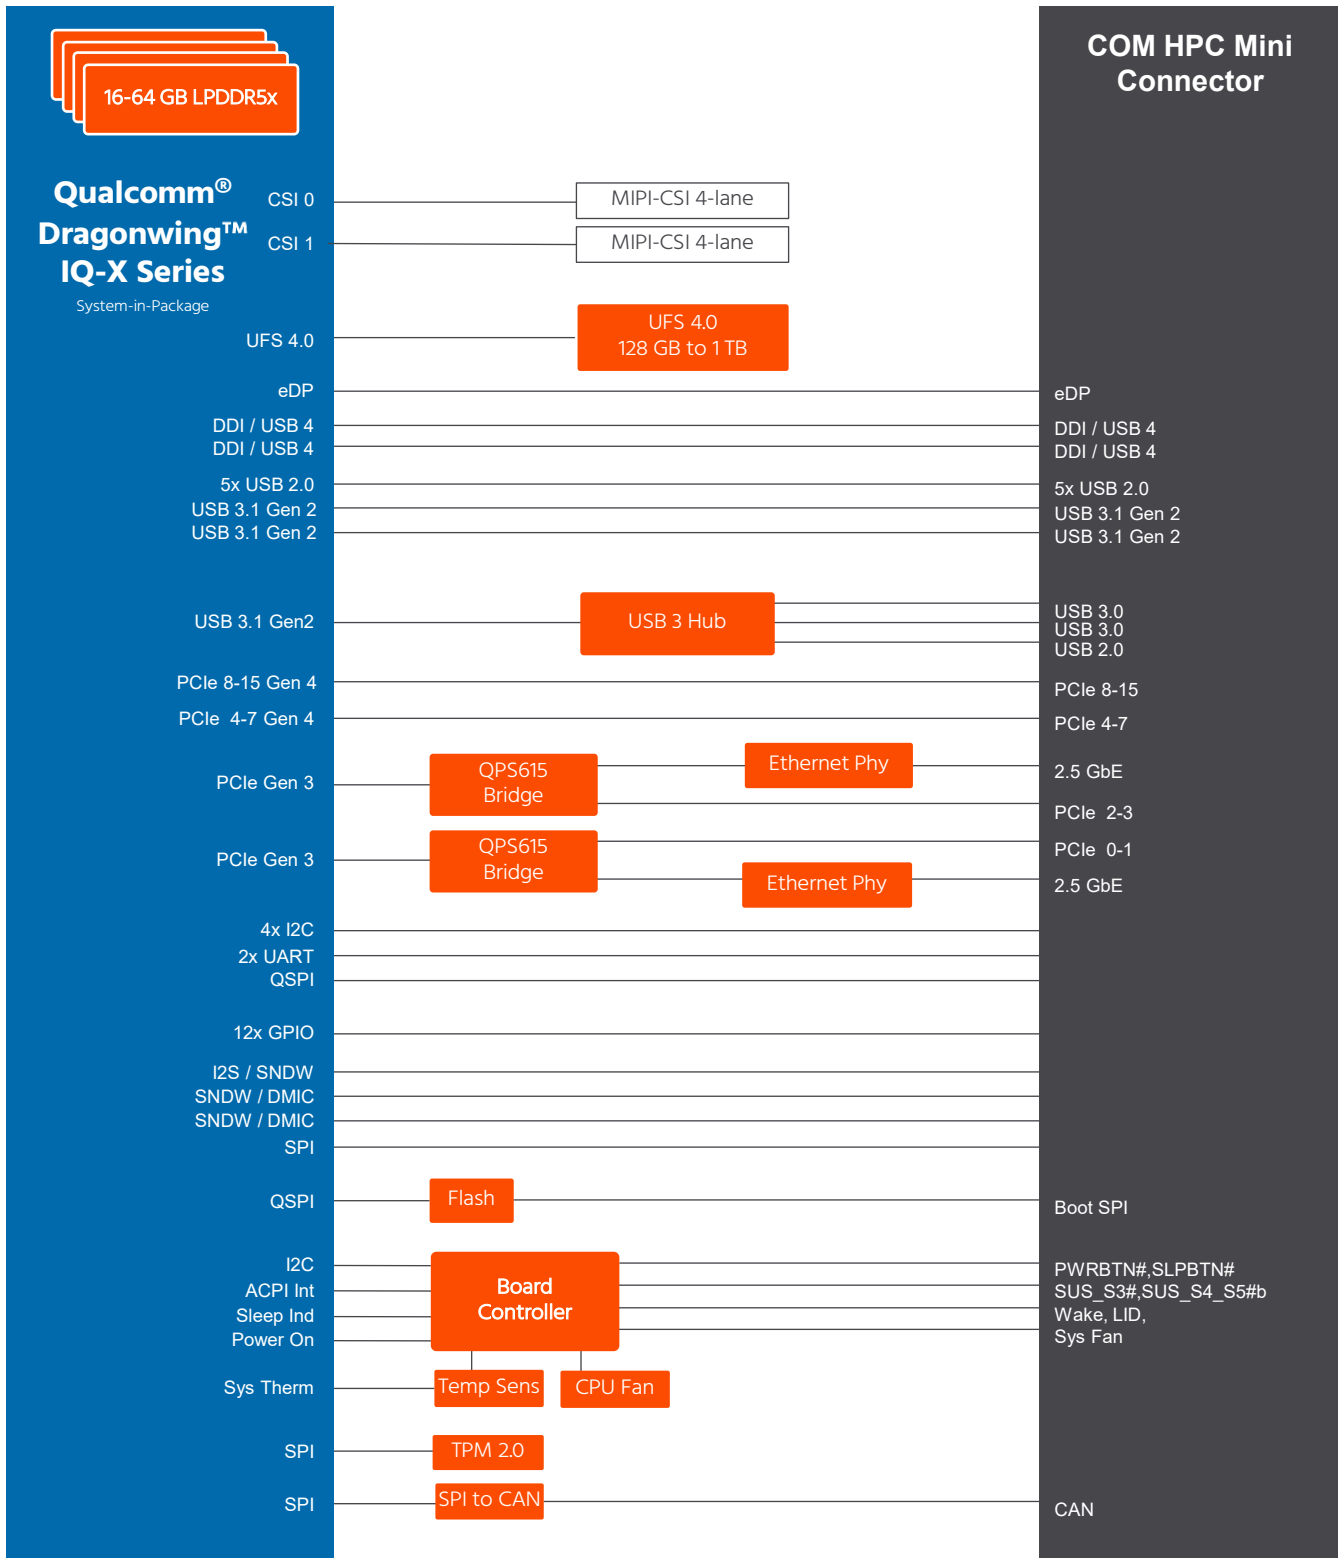 16-64 GB LPDDR5x
COM HPC Mini
Connector
Qualcomm®
Dragonwing™
IQ-X Series
System-in-Package
CSI 0
MIPI-CSI 4-lane
CSI 1
MIPI-CSI 4-lane
UFS 4.0
UFS 4.0
128 GB to 1 TB
eDP
eDP
DDI / USB 4
DDI / USB 4
DDI / USB 4
DDI / USB 4
5x USB 2.0
5x USB 2.0
USB 3.1 Gen 2
USB 3.1 Gen 2
USB 3.1 Gen 2
USB 3.1 Gen 2
USB 3.1 Gen2
USB 3 Hub
USB 3.0
USB 3.0
USB 2.0
PCIe 8-15 Gen 4
PCIe 8-15
PCIe 4-7 Gen 4
PCIe 4-7
PCIe Gen 3
QPS615
Bridge
Ethernet Phy
2.5 GbE
PCIe 2-3
PCIe Gen 3
QPS615
Bridge
PCIe 0-1
Ethernet Phy
2.5 GbE
4x I2C
2x UART
QSPI
12x GPIO
I2S / SNDW
SNDW / DMIC
SNDW / DMIC
SPI
QSPI
Flash
Boot SPI
I2C
ACPI Int
Sleep Ind
Power On
Board
Controller
PWRBTN#,SLPBTN#
SUS_S3#,SUS_S4_S5#b
Wake, LID,
Sys Fan
Sys Therm
Temp Sens
CPU Fan
SPI
TPM 2.0
SPI
SPI to CAN
CAN